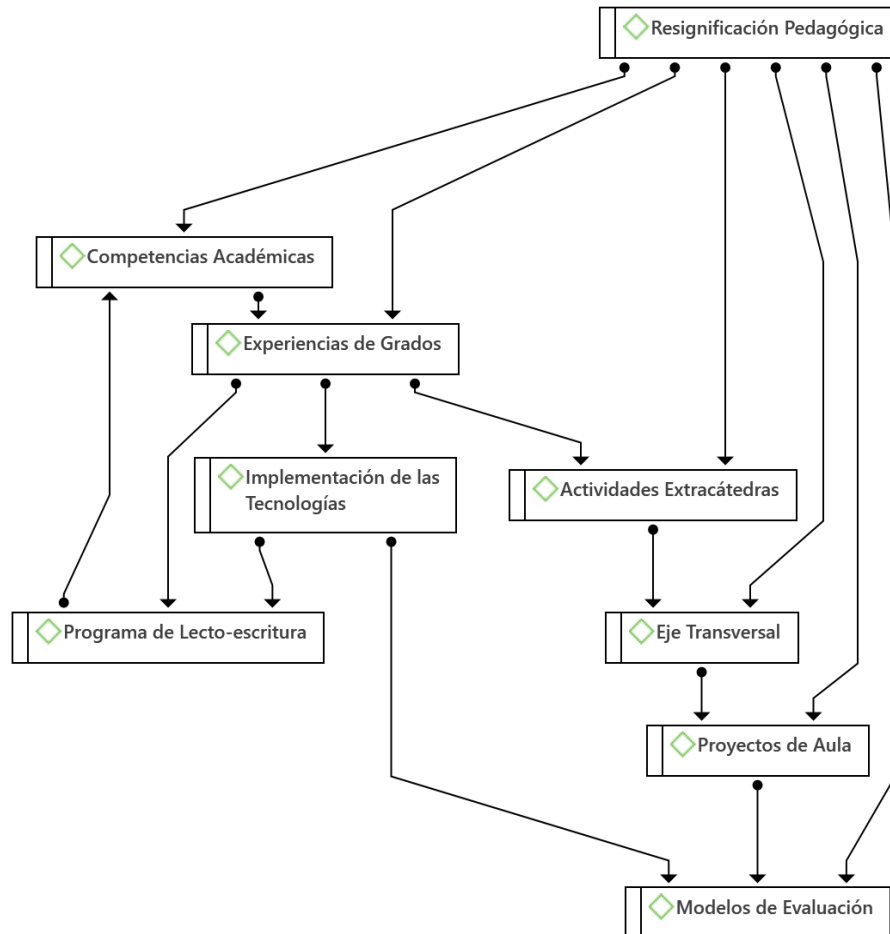 Resignificación Pedagógica
Competencias Académicas
Experiencias de Grados
Implementación de las
Tecnologías
Actividades Extracátedras
Programa de Lecto-escritura
Eje Transversal
Proyectos de Aula
Modelos de Evaluación